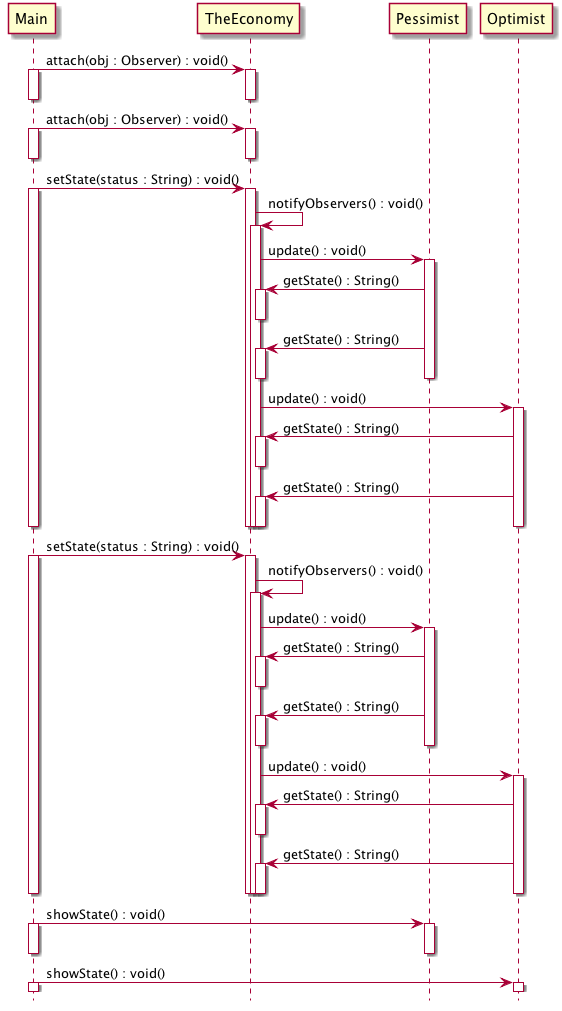 Main TheEconomy Pessimist Optimist
attach(obj : Observer) : void()
attach(obj : Observer) : void()
setState(status : String) : void()
notifyObservers() : void()
update() : void()
getState() : String()
getState() : String()
update() : void()
getState() : String()
getState() : String()
setState(status : String) : void()
notifyObservers() : void()
update() : void()
getState() : String()
getState() : String()
update() : void()
getState() : String()
getState() : String()
showState() : void()
showState() : void()